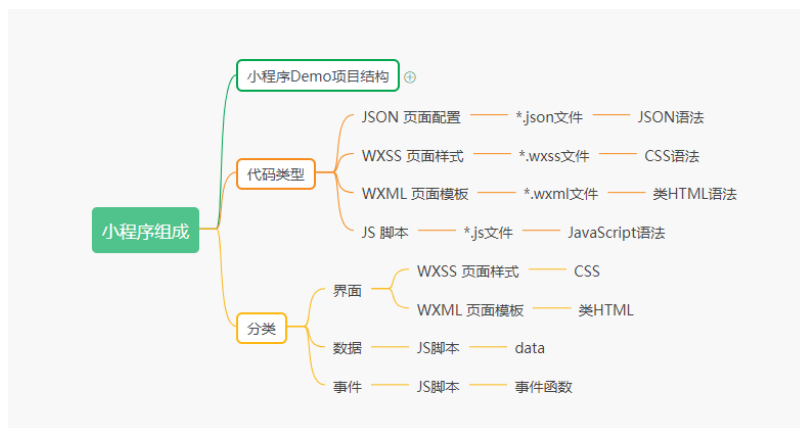 小程序组成
小程序Demo项目结构
代码类型
JSON 页面配置 *.json文件 JSON语法
WXSS 页面样式 *.wxss文件 CSS语法
WXML 页面模板 *.wxml文件 类HTML语法
JS 脚本 *.js文件 JavaScript语法
分类
界面
WXSS 页面样式 CSS
WXML 页面模板 类HTML
数据 JS脚本 data
事件 JS脚本 事件函数